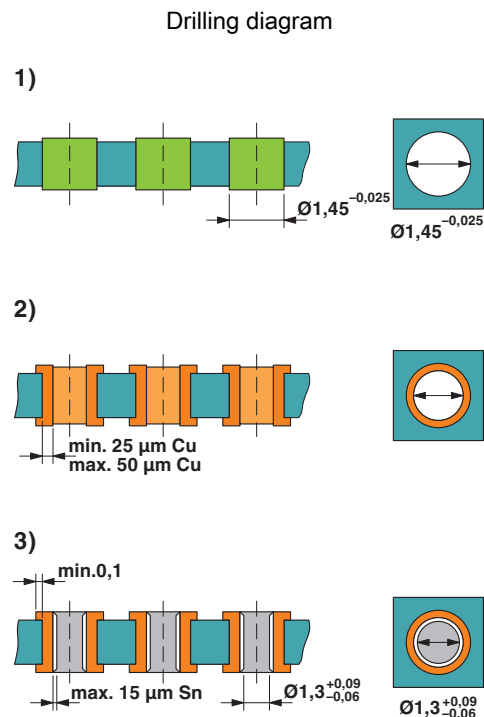 Drilling diagram
1)
Ø1,45 –0,025
Ø1,45 –0,025
2)
min. 25 µm Cu
max. 50 µm Cu
3)
min.0,1
max. 15 µm Sn
Ø1,3 +0,09 –0,06
Ø1,3 +0,09 –0,06